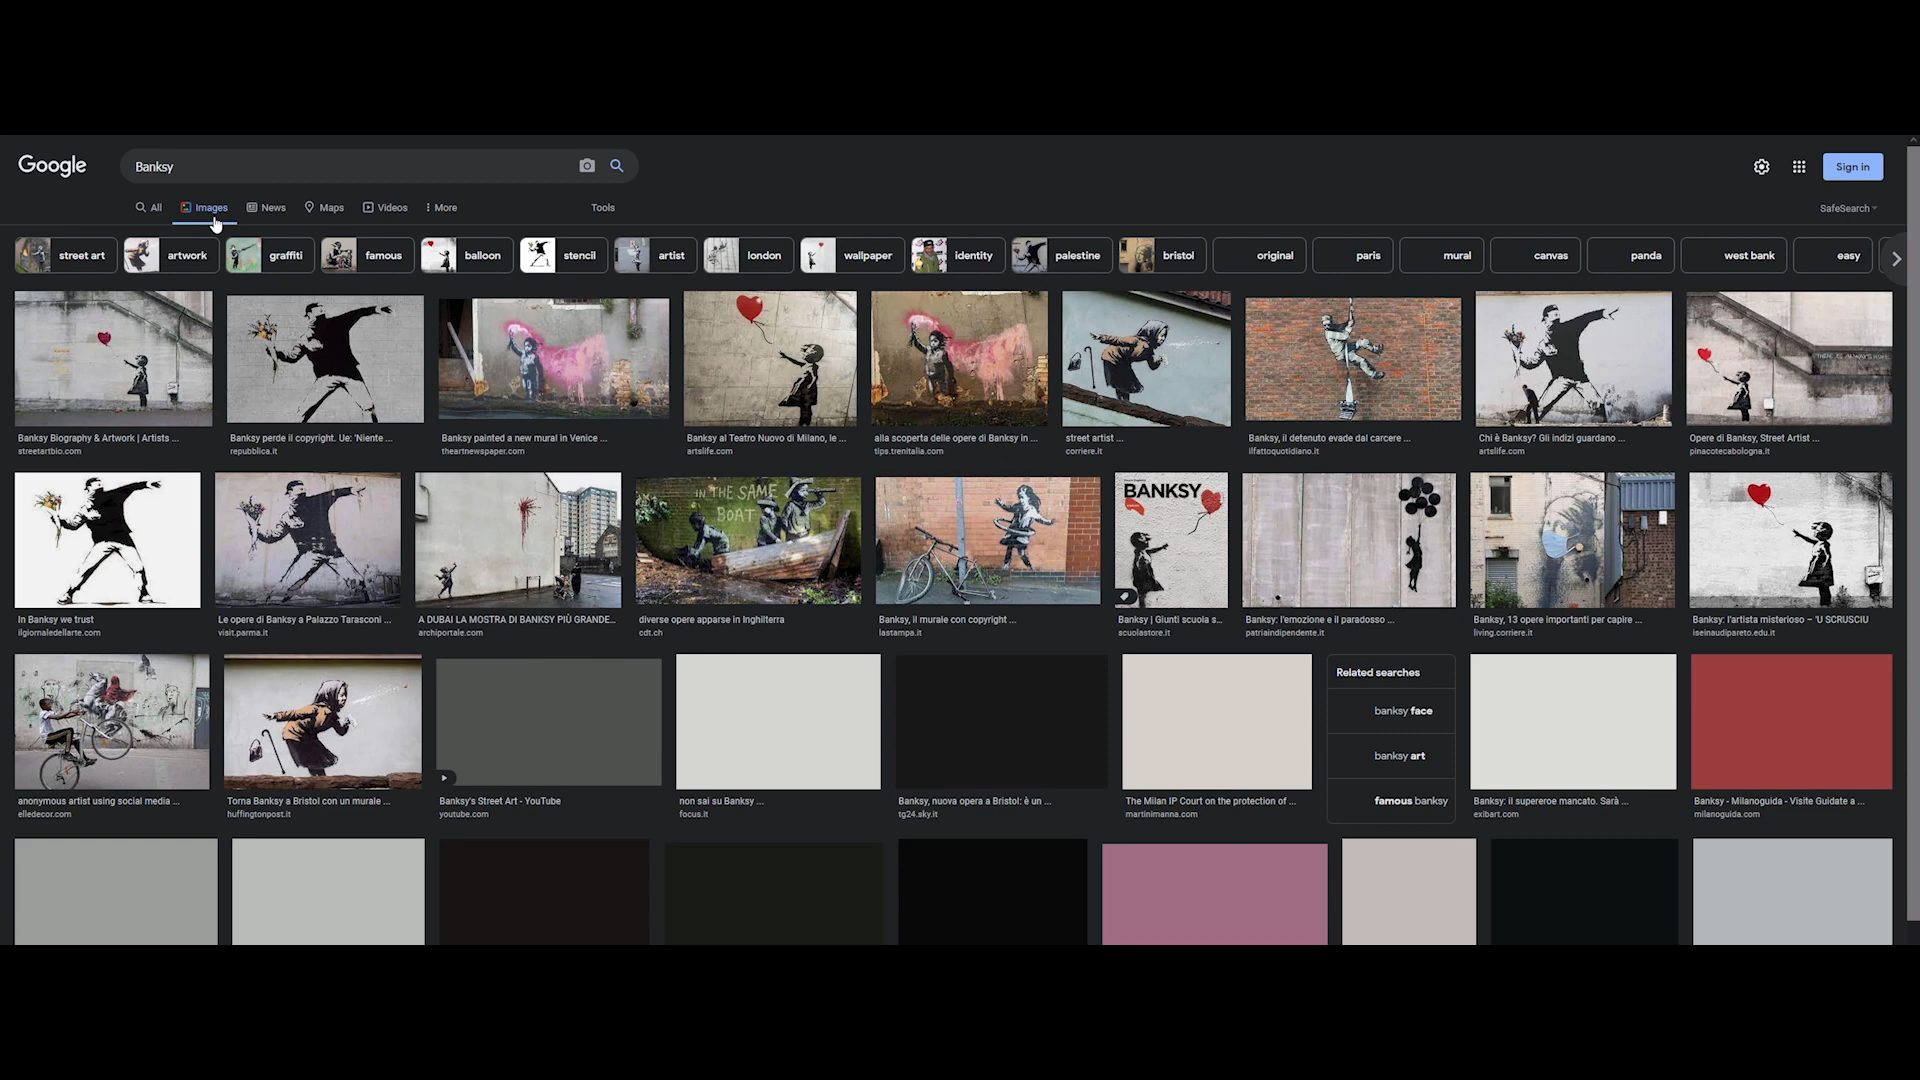 Google
Banksy
Sign in
All
Images
News
Maps
Videos
More
Tools
SafeSearch
street art
artwork
graffiti
famous
balloon
stencil
artist
london
wallpaper
identity
palestine
bristol
original
paris
mural
canvas
panda
west bank
easy
THERE IS ALWAYS HOPE
Banksy Biography & Artwork | Artists ...
streetartbio.com
Banksy perde il copyright. Ue: 'Niente ...
repubblica.it
Banksy painted a new mural in Venice ...
theartnewspaper.com
Banksy al Teatro Nuovo di Milano, le ...
artslife.com
alla scoperta delle opere di Banksy in ...
tips.trenitalia.com
street artist ...
corriere.it
Banksy, il detenuto evade dal carcere ...
ilfattoquotidiano.it
Chi è Banksy? Gli indizi guardano ...
artslife.com
Opere di Banksy, Street Artist ...
pinacotecabologna.it
IN THE SAME
BOAT
BANKSY
In Banksy we trust
ilgiornaledellarte.com
Le opere di Banksy a Palazzo Tarasconi ...
visit.parma.it
A DUBAI LA MOSTRA DI BANKSY PIÙ GRANDE...
archiportale.com
diverse opere apparse in Inghilterra
cdt.ch
Banksy, il murale con copyright ...
lastampa.it
Banksy | Giunti scuola s...
scuolastore.it
Banksy: l'emozione e il paradosso ...
patriaindipendente.it
Banksy, 13 opere importanti per capire ...
living.corriere.it
Banksy: l'artista misterioso – 'U SCRUSCIU
iseinaudipareto.edu.it
Related searches
banksy face
banksy art
famous banksy
anonymous artist using social media ...
elledecor.com
Torna Banksy a Bristol con un murale ...
huffingtonpost.it
Banksy's Street Art - YouTube
youtube.com
non sai su Banksy ...
focus.it
Banksy, nuova opera a Bristol: è un ...
tg24.sky.it
The Milan IP Court on the protection of ...
martinimanna.com
Banksy: il supereroe mancato. Sarà ...
exibart.com
Banksy - Milanoguida - Visite Guidate a ...
milanoguida.com